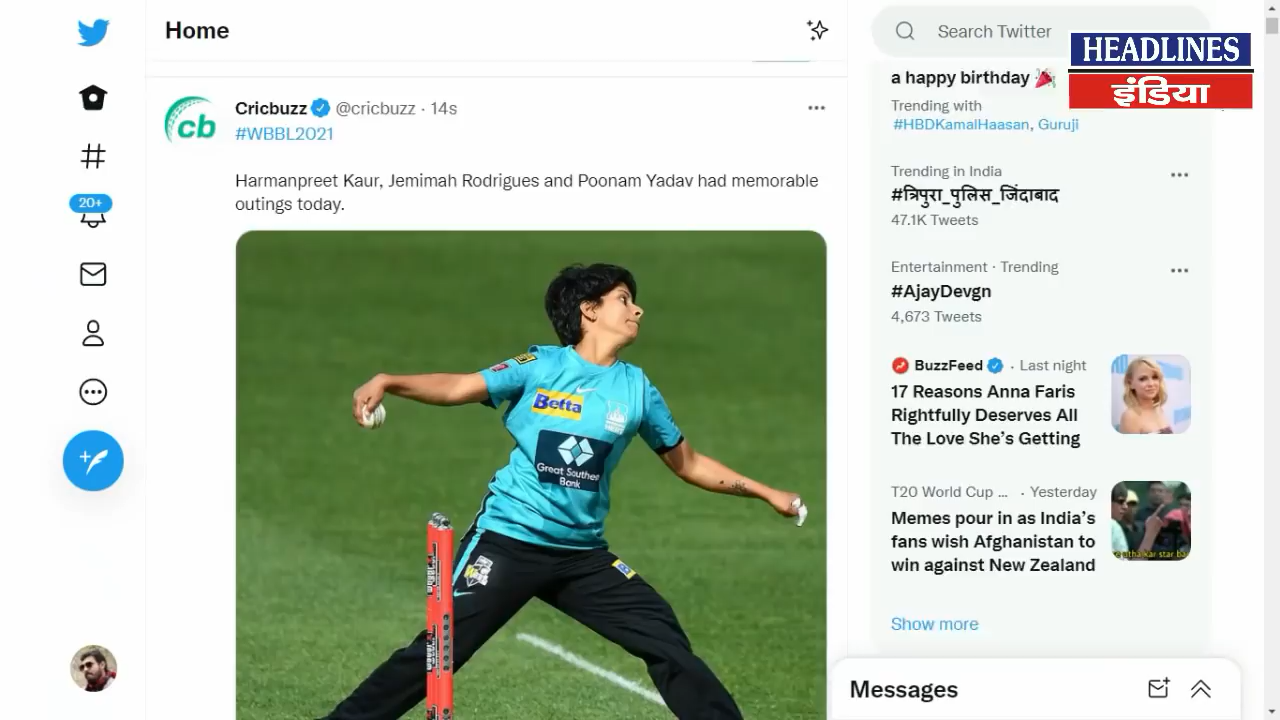 Home
Search Twitter
HEADLINES
इंडिया
Cricbuzz @cricbuzz · 14s
#WBBL2021
Harmanpreet Kaur, Jemimah Rodrigues and Poonam Yadav had memorable
outings today.
cb
20+
Betta
Great Southern
Bank
a happy birthday 🎉
Trending with
#HBDKamalHaasan, Guruji
Trending in India
#त्रिपुरा_पुलिस_जिंदाबाद
47.1K Tweets
Entertainment · Trending
#AjayDevgn
4,673 Tweets
BuzzFeed · Last night
17 Reasons Anna Faris
Rightfully Deserves All
The Love She’s Getting
T20 World Cup ... · Yesterday
Memes pour in as India’s
fans wish Afghanistan to
win against New Zealand
Show more
Messages